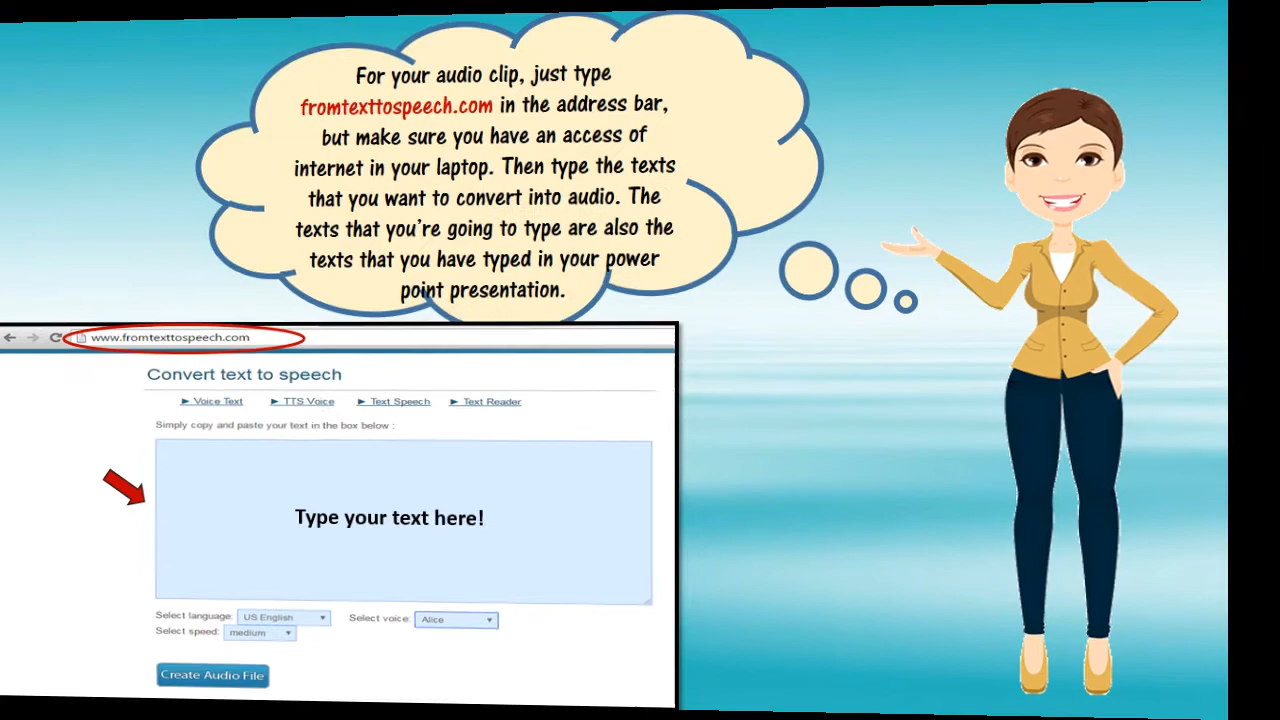 For your audio clip, just type
fromtexttospeech.com in the address bar,
but make sure you have an access of
internet in your laptop. Then type the texts
that you want to convert into audio. The
texts that you're going to type are also the
texts that you have typed in your power
point presentation.
www.fromtexttospeech.com
Convert text to speech
► Voice Text ► TTS Voice ► Text Speech ► Text Reader
Simply copy and paste your text in the box below :
Type your text here!
Select language: US English Select voice: Alice
Select speed: medium
Create Audio File